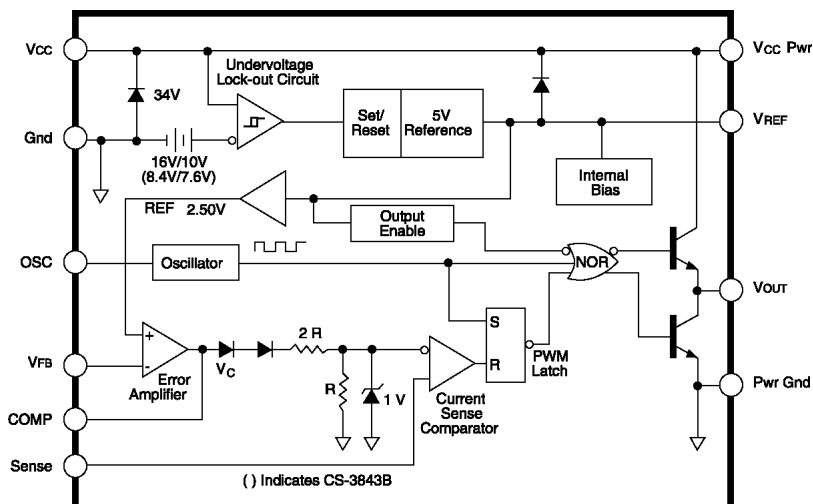 VCC
Undervoltage
Lock-out Circuit
VCC Pwr
34V
Set/
Reset
5V
Reference
VREF
Gnd
16V/10V
(8.4V/7.6V)
Internal
Bias
REF 2.50V
Output
Enable
OSC
Oscillator
NOR
VOUT
S
2 R
+
VFB
-
VC
R
PWM
Latch
Error
Amplifier
R
1 V
Current
Sense
Comparator
Pwr Gnd
COMP
Sense
( ) Indicates CS-3843B